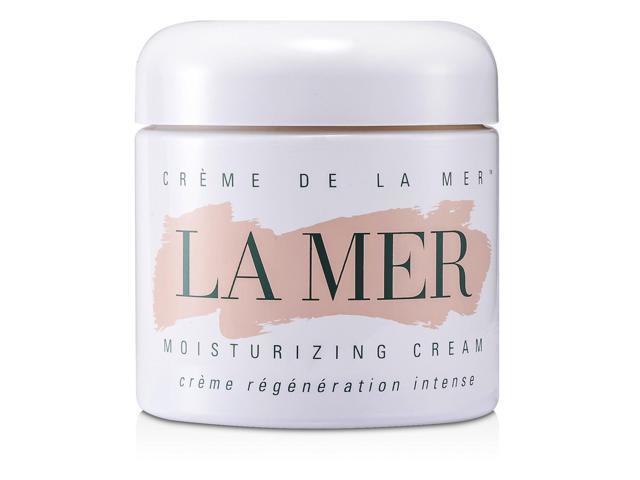 CRÈME DE LA MER™
LA MER
MOISTURIZING CREAM
crème régénération intense